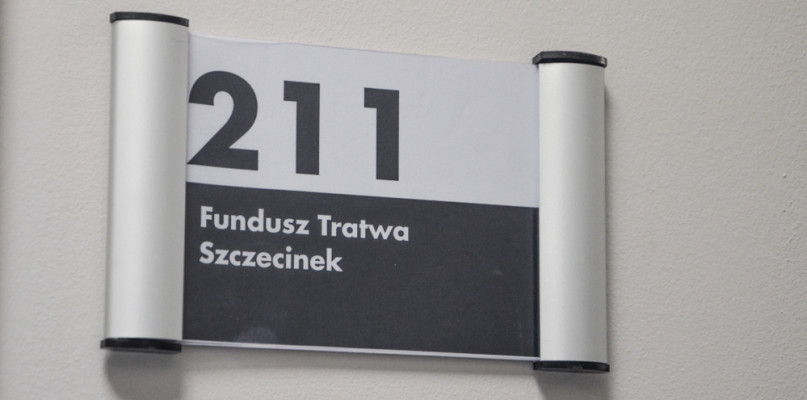 211
Fundusz Tratwa
Szczecinek